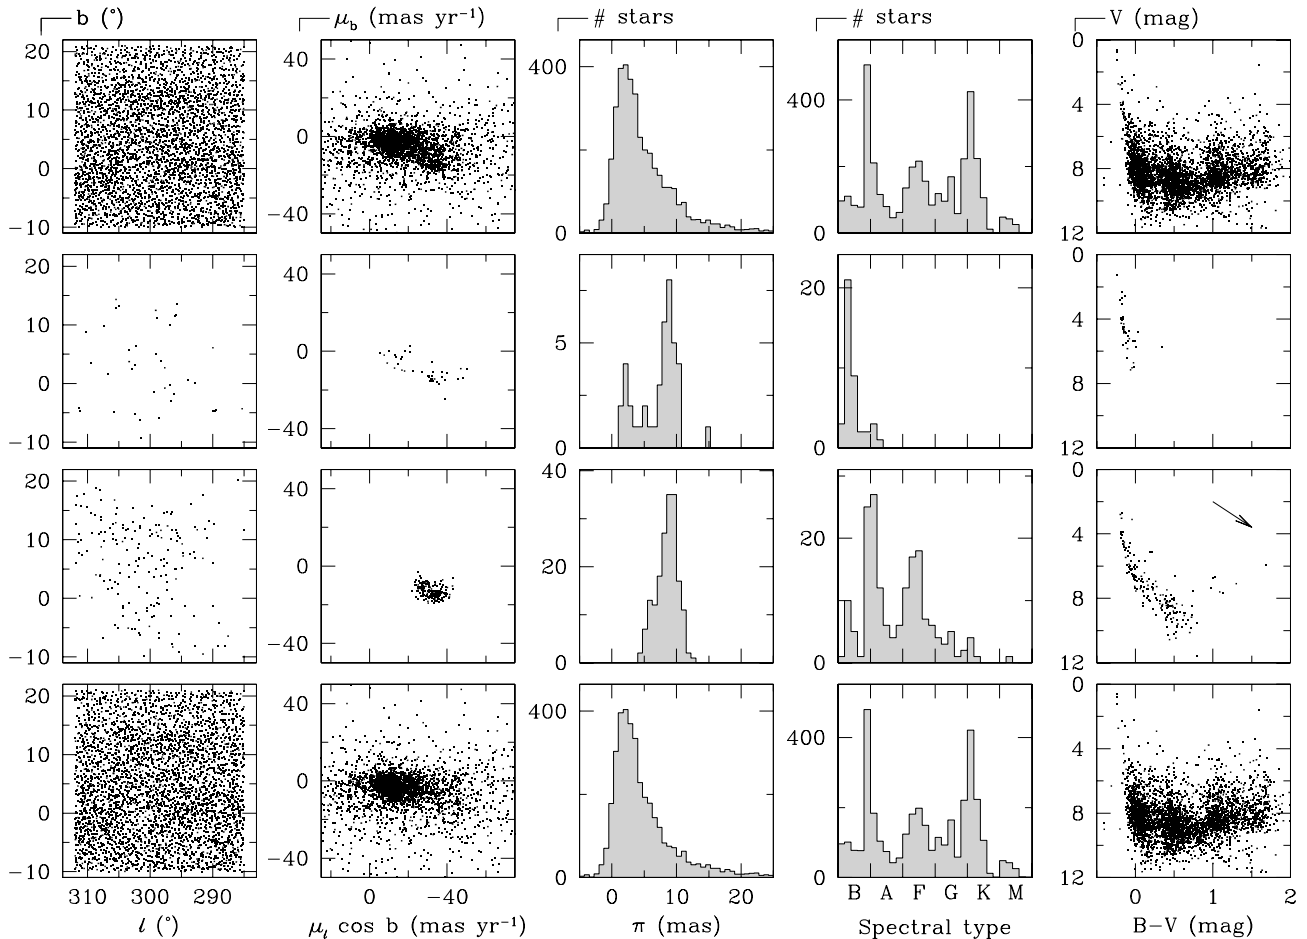 b (°) μb (mas yr⁻¹) # stars # stars V (mag)
20 10 0 −10 40 0 −40 400 0 400 0 0 4 8 12
20 10 0 −10 40 0 −40 5 0 20 0 0 4 8 12
20 10 0 −10 40 0 −40 40 20 0 20 0 0 4 8 12
20 10 0 −10 40 0 −40 400 0 400 0 0 4 8 12
310 300 290 0 −40 0 10 20 B A F G K M 0 1 2
ℓ (°) μℓ cos b (mas yr⁻¹) π (mas) Spectral type B−V (mag)